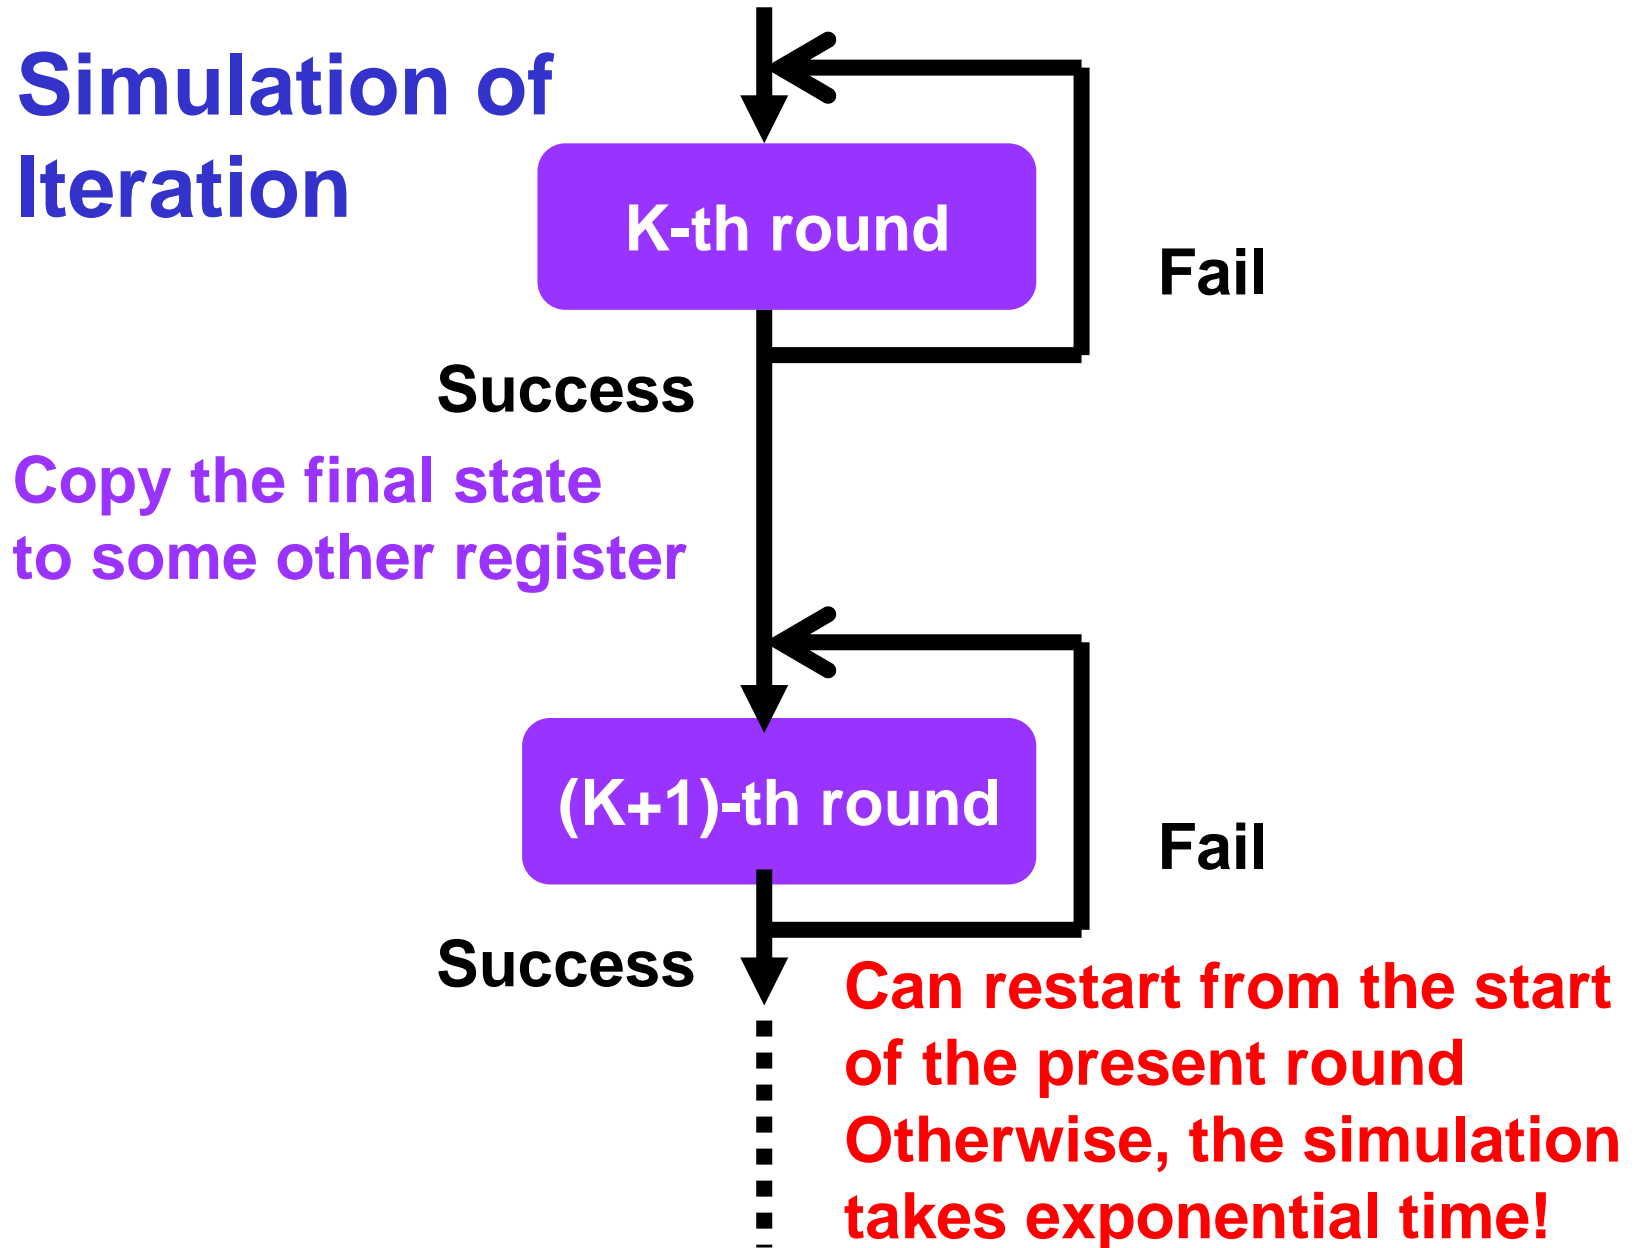 Simulation of
Iteration
K-th round
Fail
Success
Copy the final state
to some other register
(K+1)-th round
Fail
Success
Can restart from the start
of the present round
Otherwise, the simulation
takes exponential time!